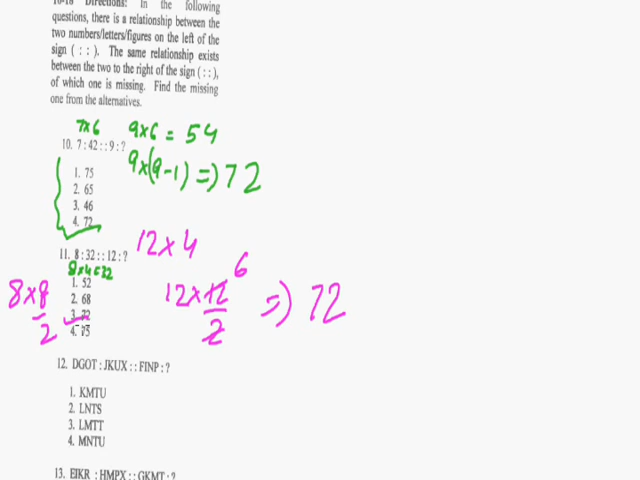 10-18 Directions: In the following
questions, there is a relationship between the
two numbers/letters/figures on the left of the
sign ( : : ). The same relationship exists
between the two to the right of the sign ( : : ),
of which one is missing. Find the missing
one from the alternatives.
7x6 9x6 = 54
10. 7 : 42 : : 9 : ?
9x(9-1) => 72
1. 75
2. 65
3. 46
4. 72
12 x 4
11. 8 : 32 : : 12 : ?
8x4=32
1. 52
2. 68
3. 72
4. 75
8 x 8
2
6
12 x 12
2
=> 72
12. DGOT : JKUX : : FINP : ?
1. KMTU
2. LNTS
3. LMTT
4. MNTU
13. EIKR : HMPX : : GKMT : ?